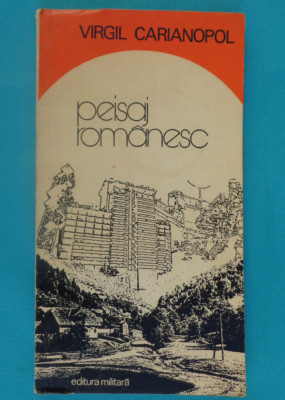 VIRGIL CARIANOPOL
peisaj
românesc
editura militară